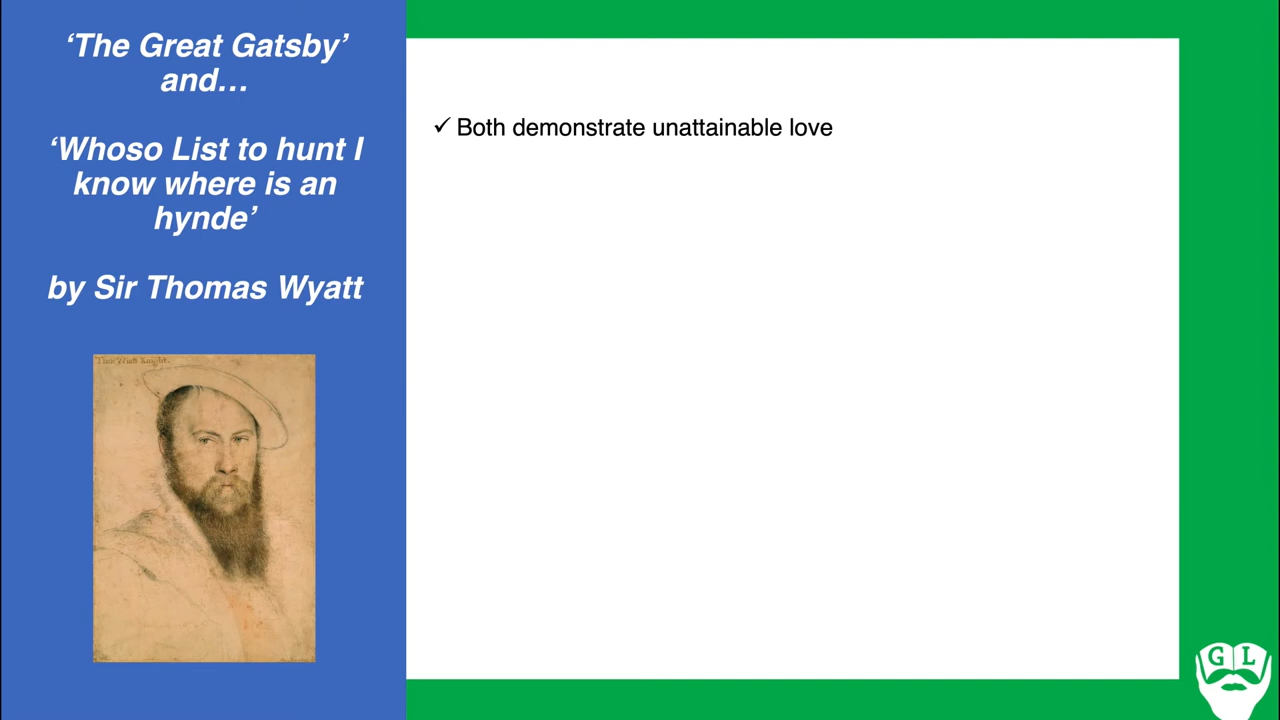 ‘The Great Gatsby’
and…
‘Whoso List to hunt I
know where is an
hynde’
by Sir Thomas Wyatt
✓ Both demonstrate unattainable love
G L